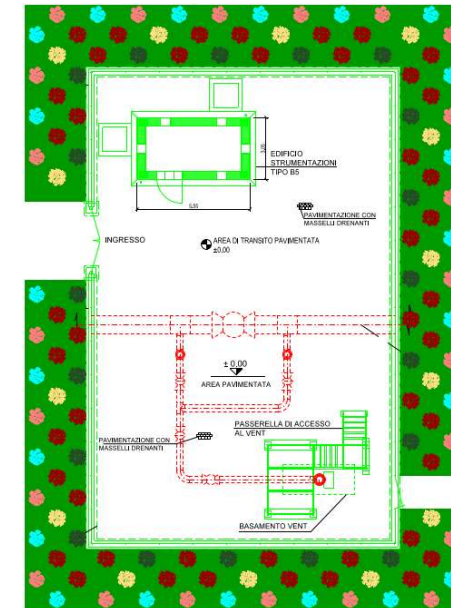 EDIFICIO
STRUMENTAZIONI
TIPO B5
PAVIMENTAZIONE CON
MASSELLI DRENANTI
INGRESSO
AREA DI TRANSITO PAVIMENTATA
±0.00
± 0,00
AREA PAVIMENTATA
PASSERELLA DI ACCESSO
AL VENT
PAVIMENTAZIONE CON
MASSELLI DRENANTI
BASAMENTO VENT